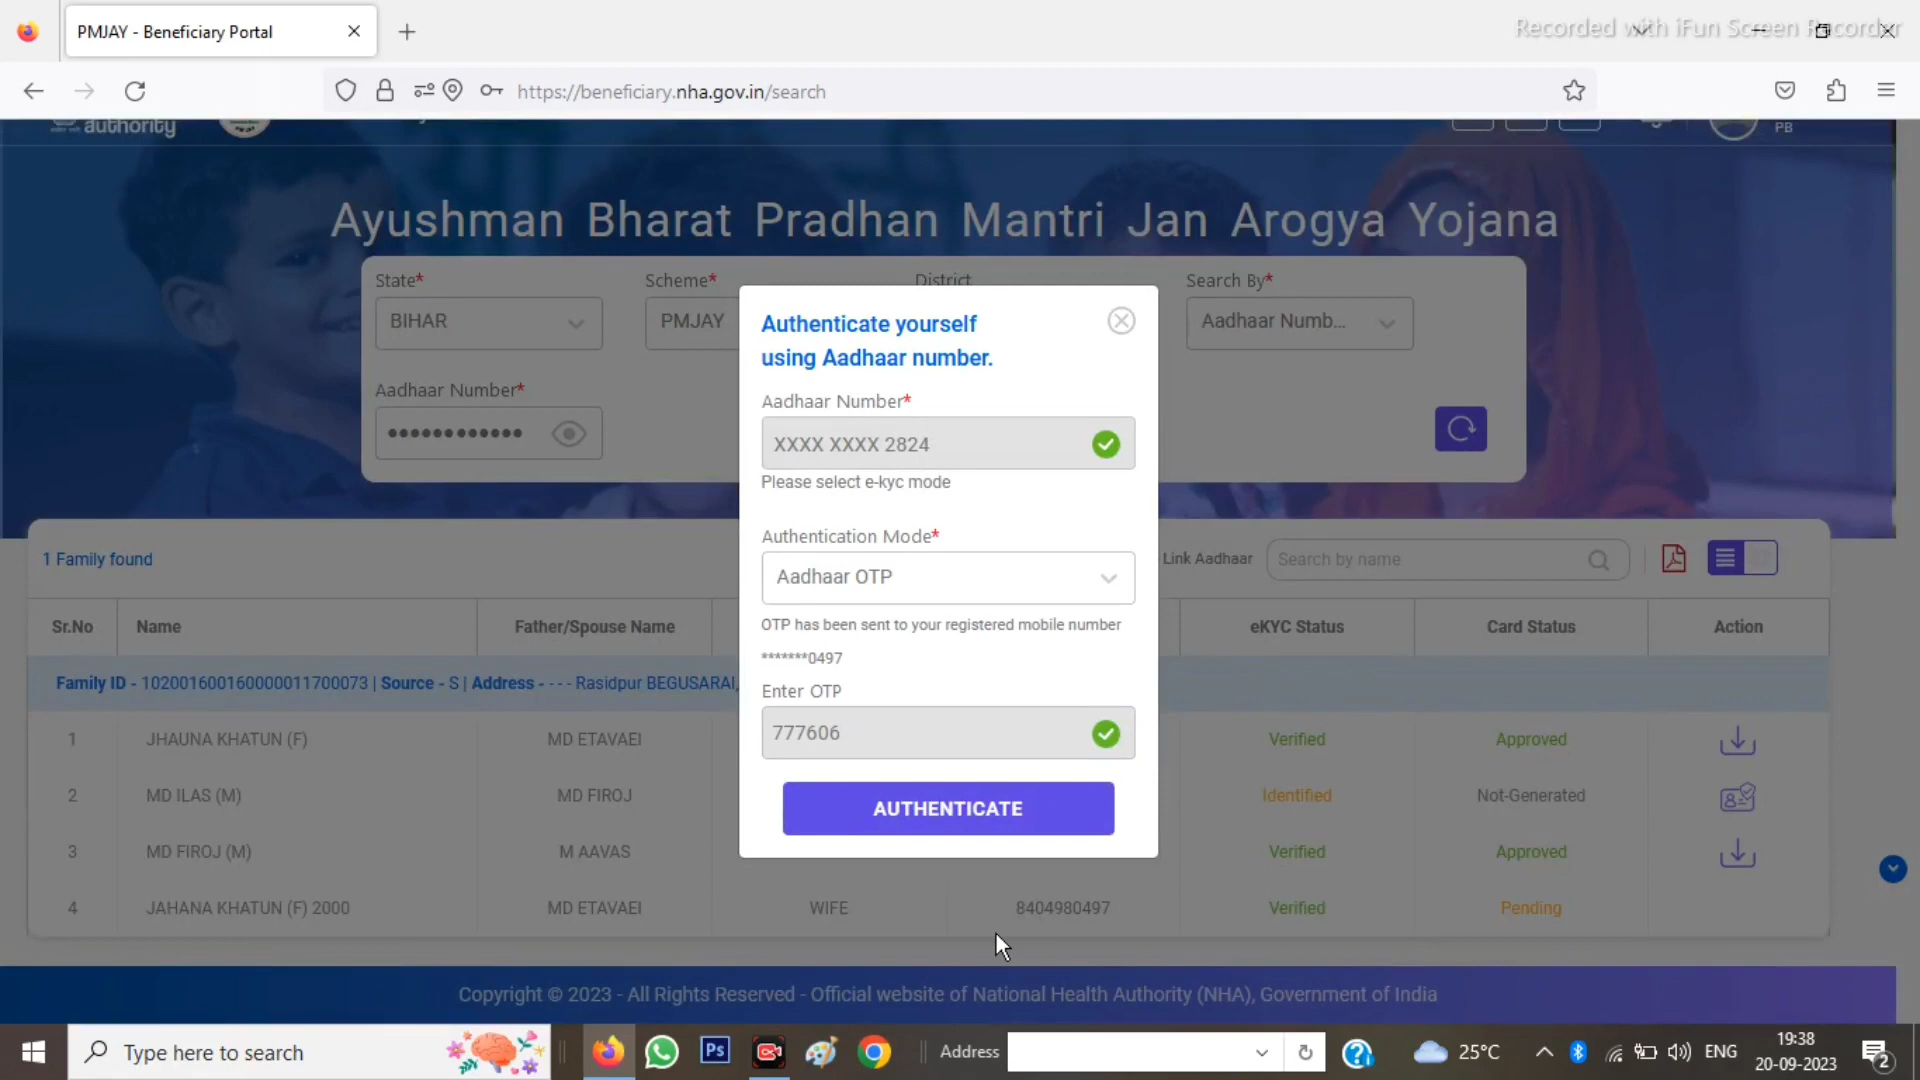 PMJAY - Beneficiary Portal
Recorded with iFun Screen Recorder
https://beneficiary.nha.gov.in/search
authority
PB
Ayushman Bharat Pradhan Mantri Jan Arogya Yojana
State*
Scheme*
District
Search By*
BIHAR
PMJAY
Aadhaar Numb...
Aadhaar Number*
••••••••••••
Authenticate yourself
using Aadhaar number.
Aadhaar Number*
XXXX XXXX 2824
Please select e-kyc mode
Authentication Mode*
Aadhaar OTP
OTP has been sent to your registered mobile number
*******0497
Enter OTP
777606
AUTHENTICATE
1 Family found
Link Aadhaar
Search by name
Sr.No Name Father/Spouse Name eKYC Status Card Status Action
Family ID - 102001600160000011700073 | Source - S | Address - - - - Rasidpur BEGUSARAI,
1 JHAUNA KHATUN (F) MD ETAVAEI Verified Approved
2 MD ILAS (M) MD FIROJ Identified Not-Generated
3 MD FIROJ (M) M AAVAS Verified Approved
4 JAHANA KHATUN (F) 2000 MD ETAVAEI WIFE 8404980497 Verified Pending
Copyright © 2023 - All Rights Reserved - Official website of National Health Authority (NHA), Government of India
Type here to search
Ps
Address
25°C
ENG
19:38
20-09-2023
2